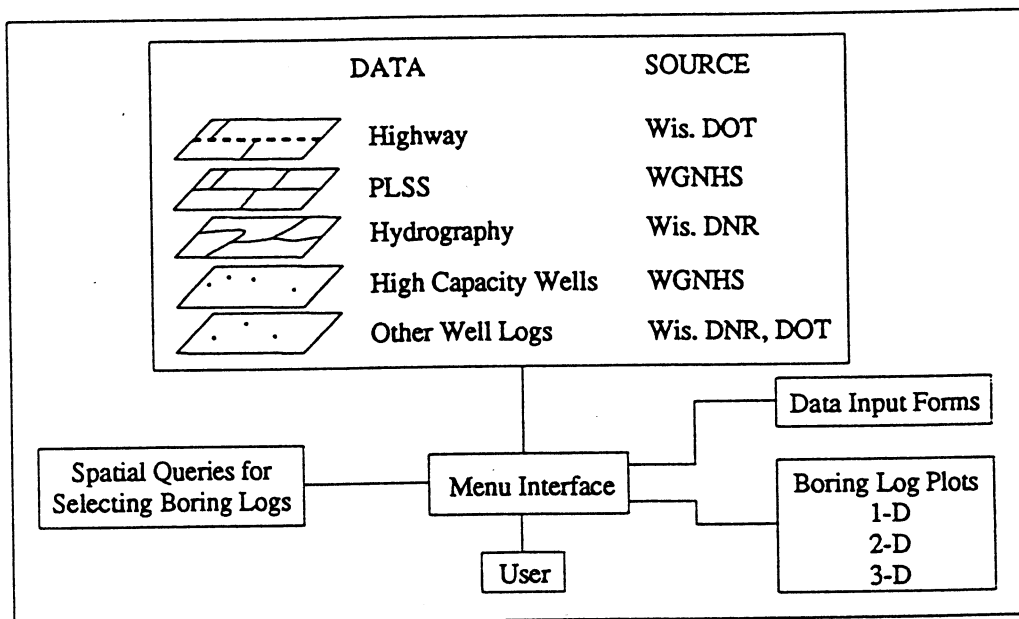 DATA SOURCE
Highway Wis. DOT
PLSS WGNHS
Hydrography Wis. DNR
High Capacity Wells WGNHS
Other Well Logs Wis. DNR, DOT
Data Input Forms
Spatial Queries for
Selecting Boring Logs
Menu Interface
Boring Log Plots
1-D
2-D
3-D
User